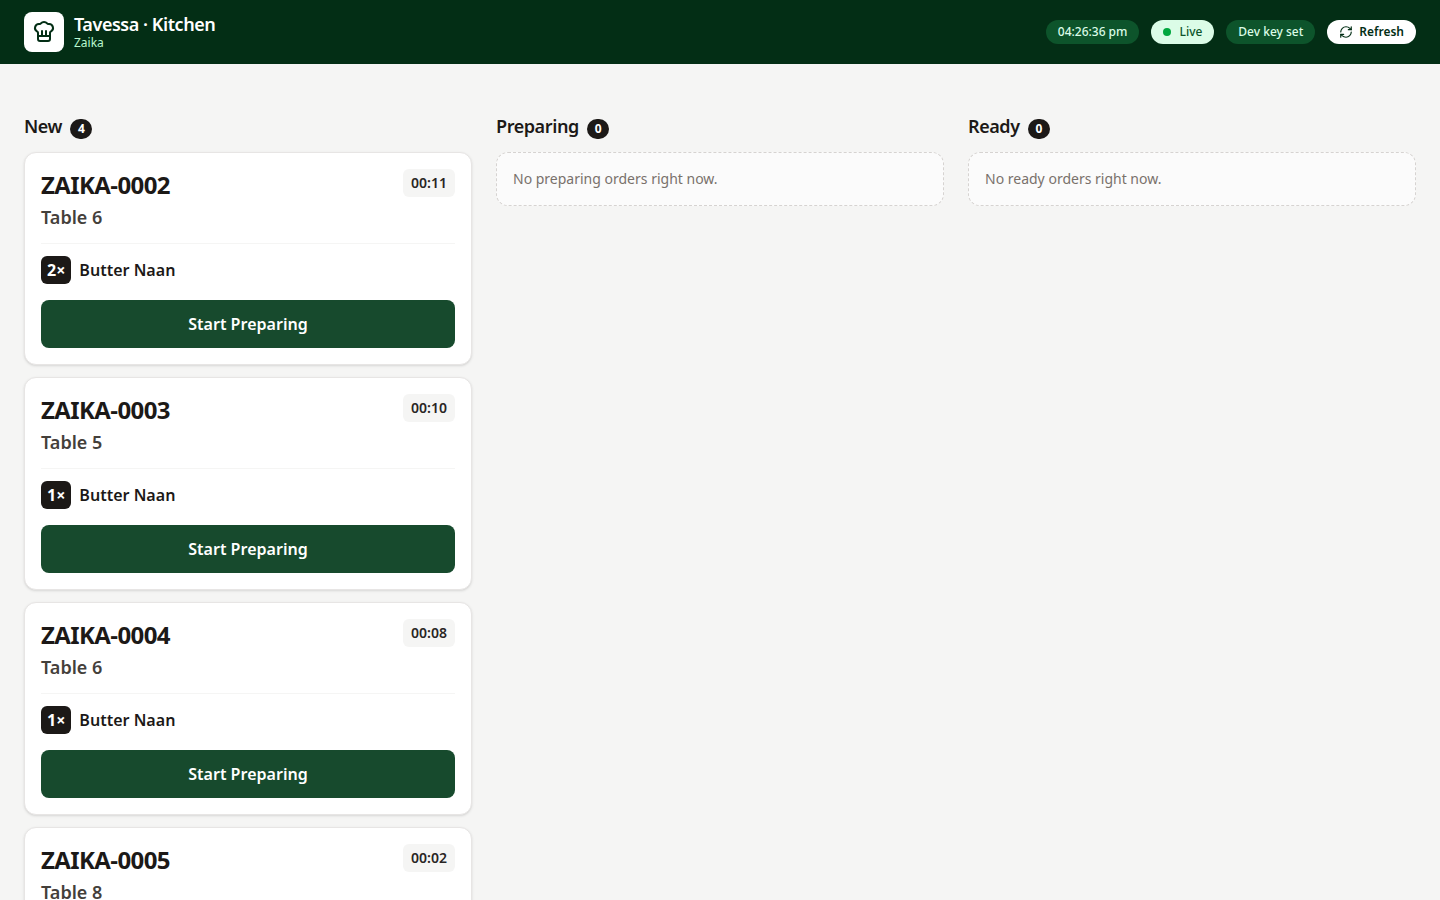 Tavessa · Kitchen
Zaika
04:26:36 pm
Live
Dev key set
Refresh
New 4
ZAIKA-0002 00:11
Table 6
2× Butter Naan
Start Preparing
ZAIKA-0003 00:10
Table 5
1× Butter Naan
Start Preparing
ZAIKA-0004 00:08
Table 6
1× Butter Naan
Start Preparing
ZAIKA-0005 00:02
Table 8
Preparing 0
No preparing orders right now.
Ready 0
No ready orders right now.